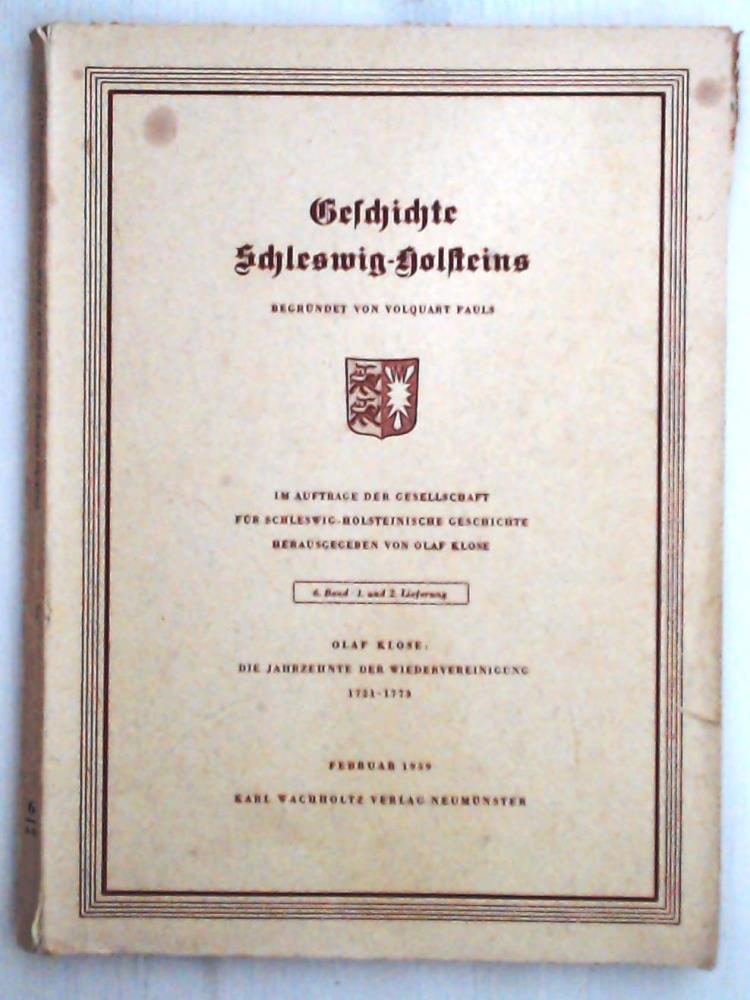 Geschichte
Schleswig-Holsteins
BEGRÜNDET VON VOLQUART PAULS
IM AUFTRAGE DER GESELLSCHAFT
FÜR SCHLESWIG-HOLSTEINISCHE GESCHICHTE
HERAUSGEGEBEN VON OLAF KLOSE
6. Band · 1. und 2. Lieferung
OLAF KLOSE:
DIE JAHRZEHNTE DER WIEDERVEREINIGUNG
1721–1773
FEBRUAR 1959
KARL WACHHOLTZ VERLAG NEUMÜNSTER
6